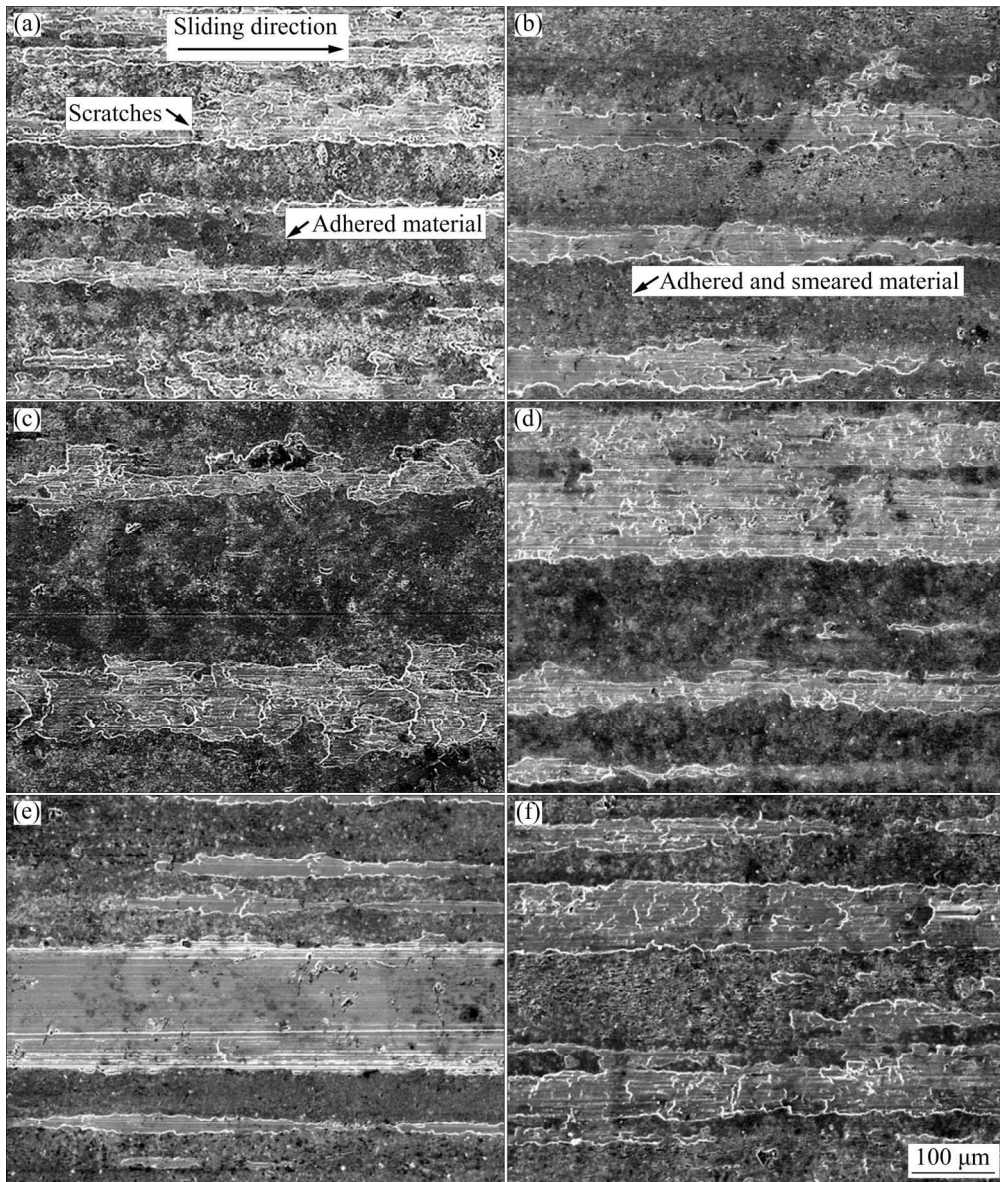 (a)
Sliding direction
Scratches
Adhered material
(b)
Adhered and smeared material
(c)
(d)
(e)
(f)
100 μm